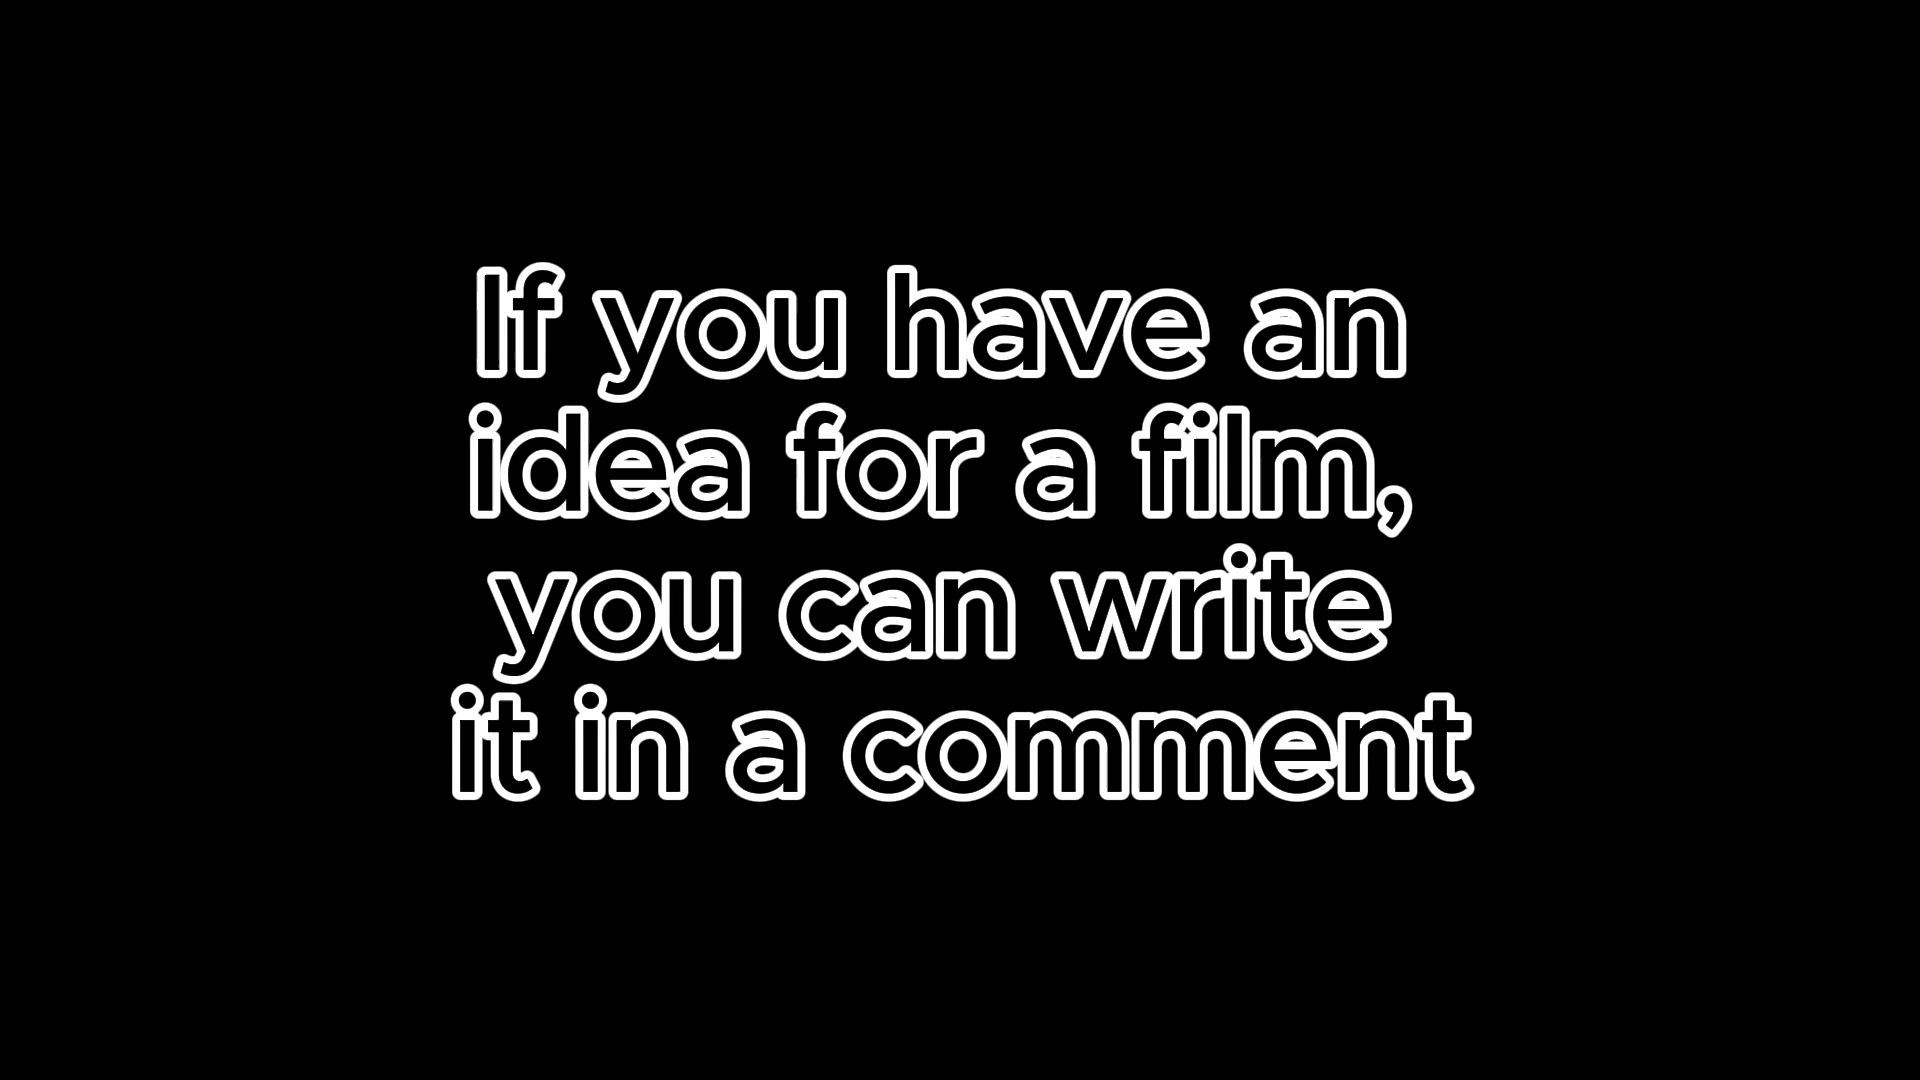 If you have an
idea for a film,
you can write
it in a comment